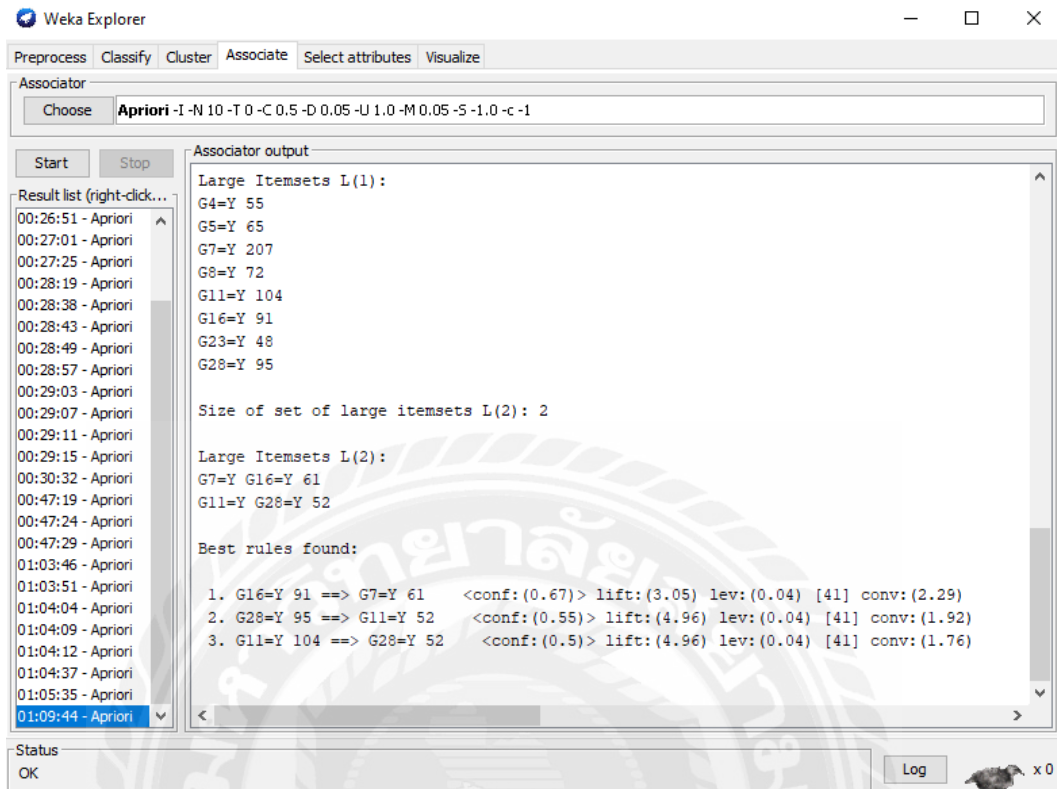 Weka Explorer
Preprocess Classify Cluster Associate Select attributes Visualize
Associator
Choose Apriori -I -N 10 -T 0 -C 0.5 -D 0.05 -U 1.0 -M 0.05 -S -1.0 -c -1
Start Stop
Result list (right-click...
00:26:51 - Apriori
00:27:01 - Apriori
00:27:25 - Apriori
00:28:19 - Apriori
00:28:38 - Apriori
00:28:43 - Apriori
00:28:49 - Apriori
00:28:57 - Apriori
00:29:03 - Apriori
00:29:07 - Apriori
00:29:11 - Apriori
00:29:15 - Apriori
00:30:32 - Apriori
00:47:19 - Apriori
00:47:24 - Apriori
00:47:29 - Apriori
01:03:46 - Apriori
01:03:51 - Apriori
01:04:04 - Apriori
01:04:09 - Apriori
01:04:12 - Apriori
01:04:37 - Apriori
01:05:35 - Apriori
01:09:44 - Apriori
Associator output
Large Itemsets L(1):
G4=Y 55
G5=Y 65
G7=Y 207
G8=Y 72
G11=Y 104
G16=Y 91
G23=Y 48
G28=Y 95
Size of set of large itemsets L(2): 2
Large Itemsets L(2):
G7=Y G16=Y 61
G11=Y G28=Y 52
Best rules found:
1. G16=Y 91 ==> G7=Y 61 <conf:(0.67)> lift:(3.05) lev:(0.04) [41] conv:(2.29)
2. G28=Y 95 ==> G11=Y 52 <conf:(0.55)> lift:(4.96) lev:(0.04) [41] conv:(1.92)
3. G11=Y 104 ==> G28=Y 52 <conf:(0.5)> lift:(4.96) lev:(0.04) [41] conv:(1.76)
Status
OK
Log
x 0